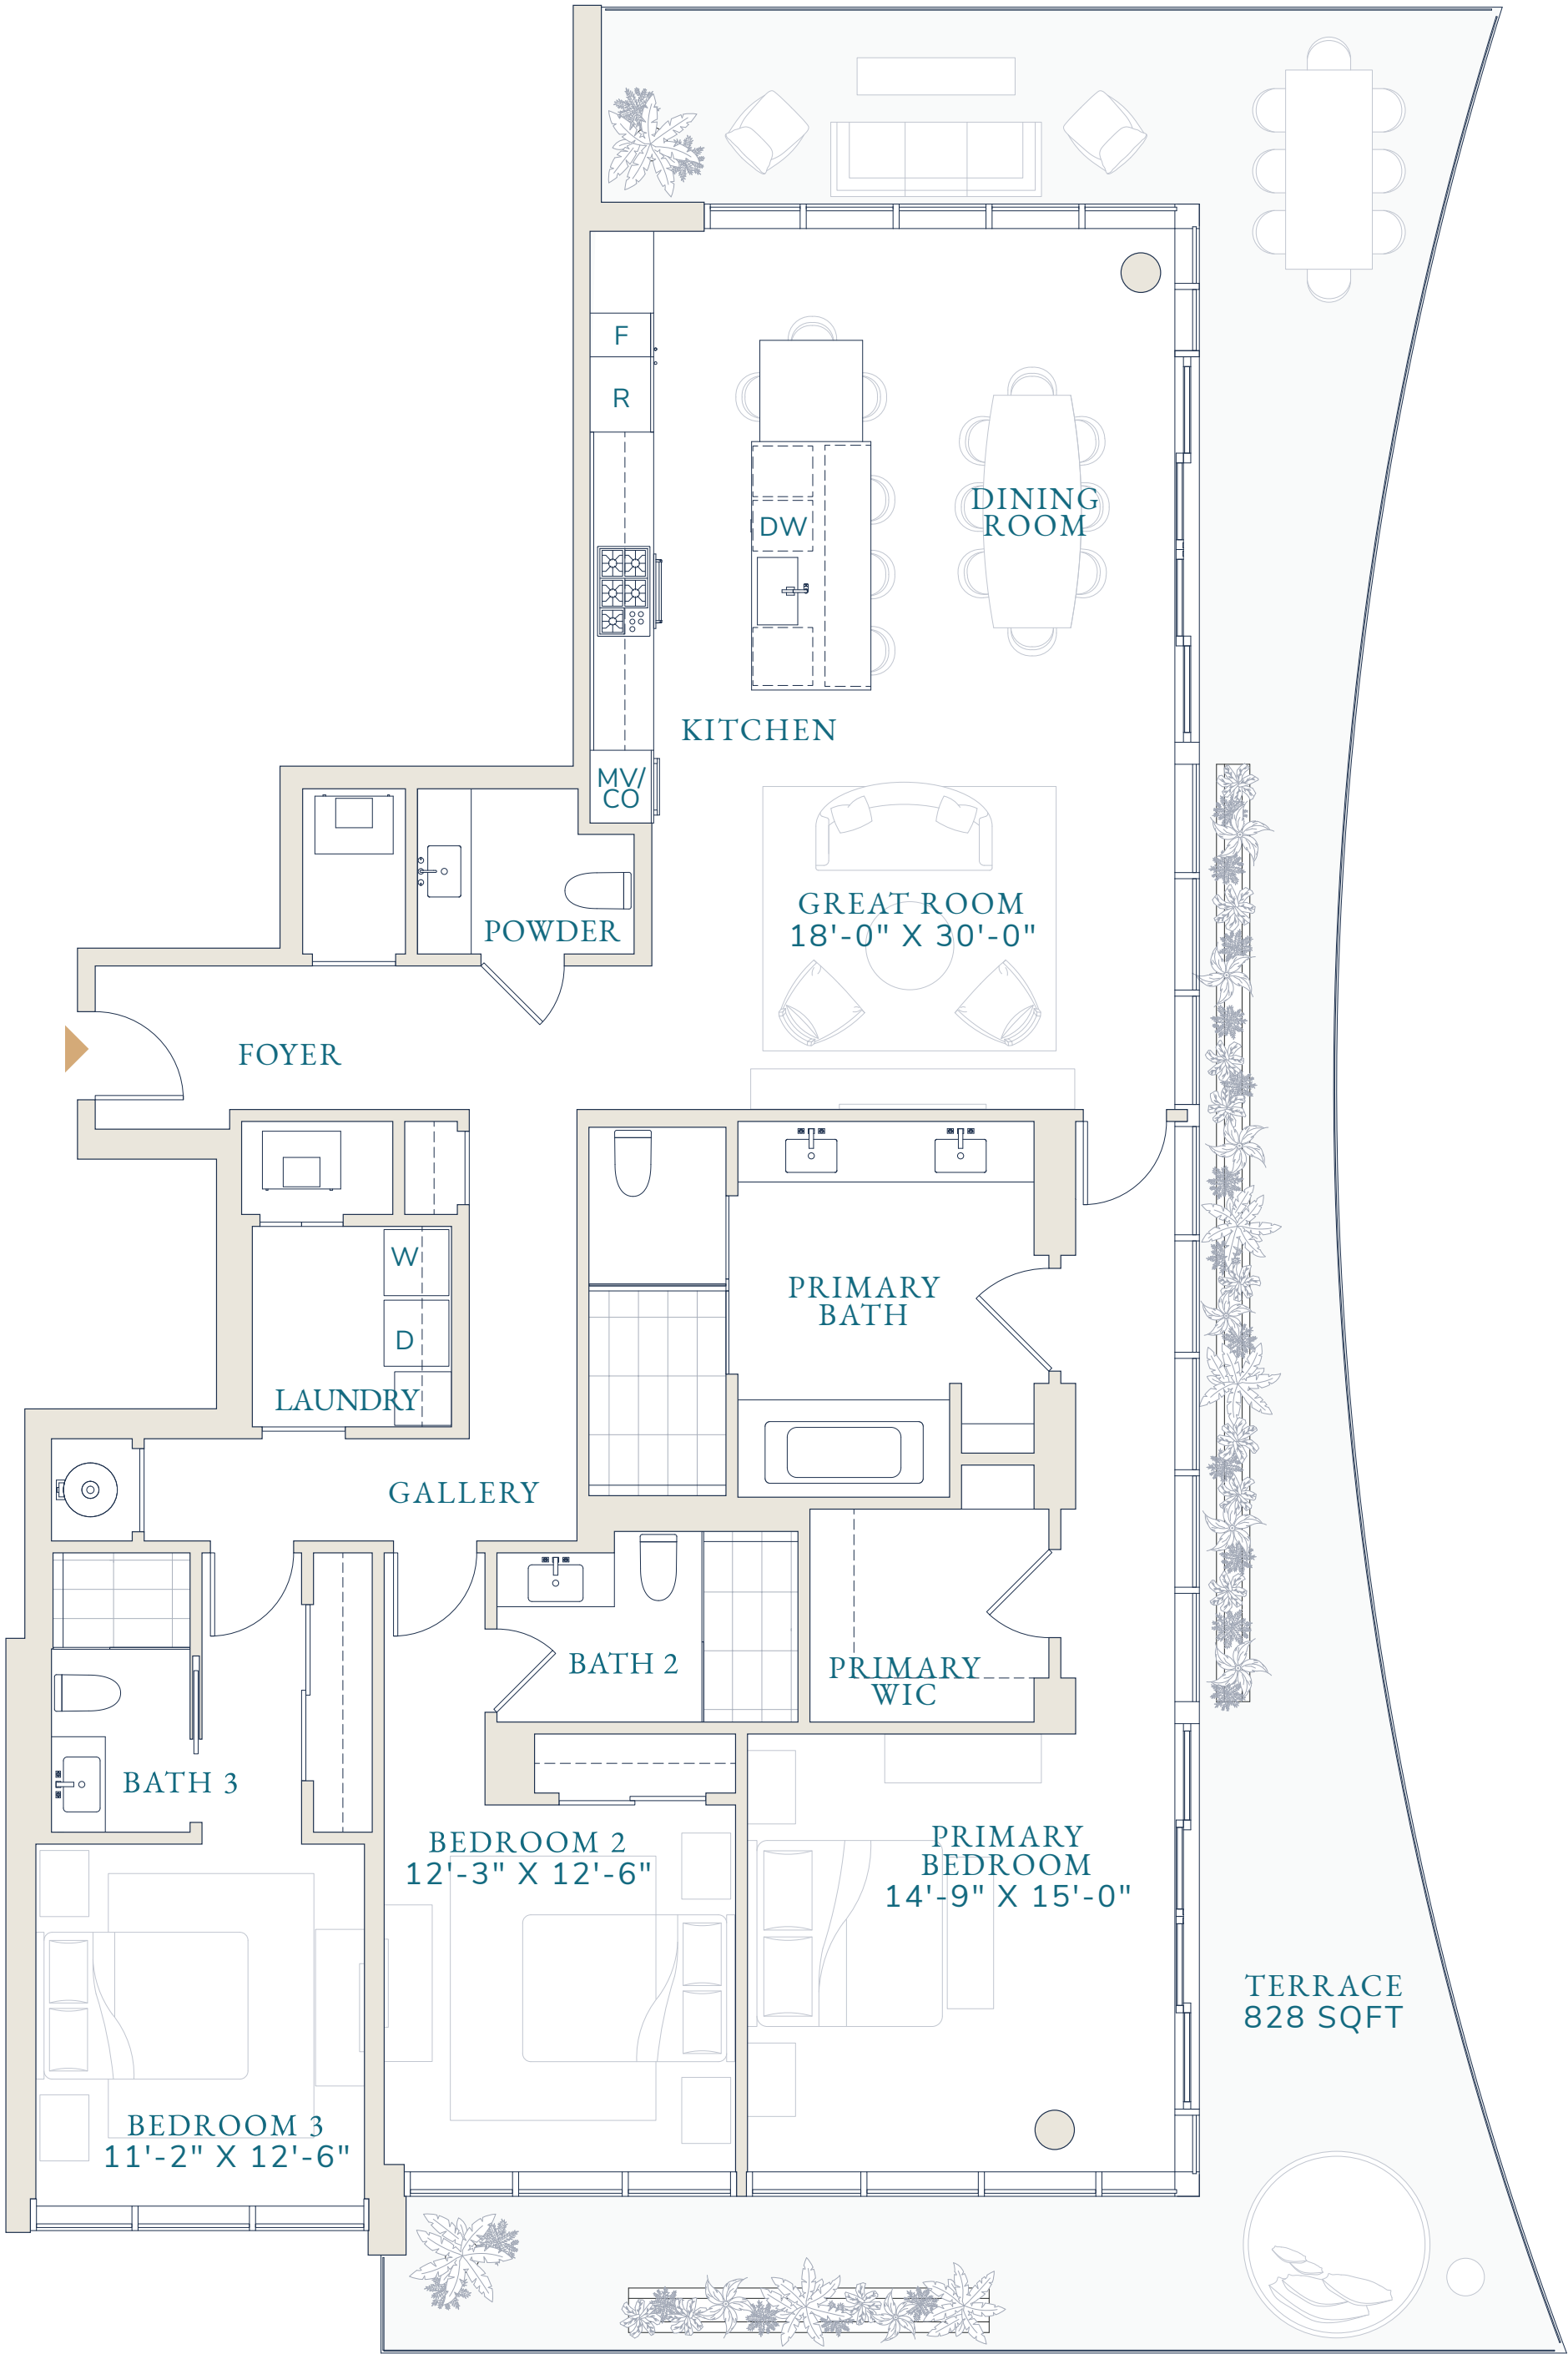 F
R
DW
DINING
ROOM
KITCHEN
MV/
CO
POWDER
GREAT ROOM
18'-0" X 30'-0"
FOYER
W
D
LAUNDRY
PRIMARY
BATH
GALLERY
BATH 2
PRIMARY
WIC
BATH 3
BEDROOM 2
12'-3" X 12'-6"
PRIMARY
BEDROOM
14'-9" X 15'-0"
TERRACE
828 SQFT
BEDROOM 3
11'-2" X 12'-6"